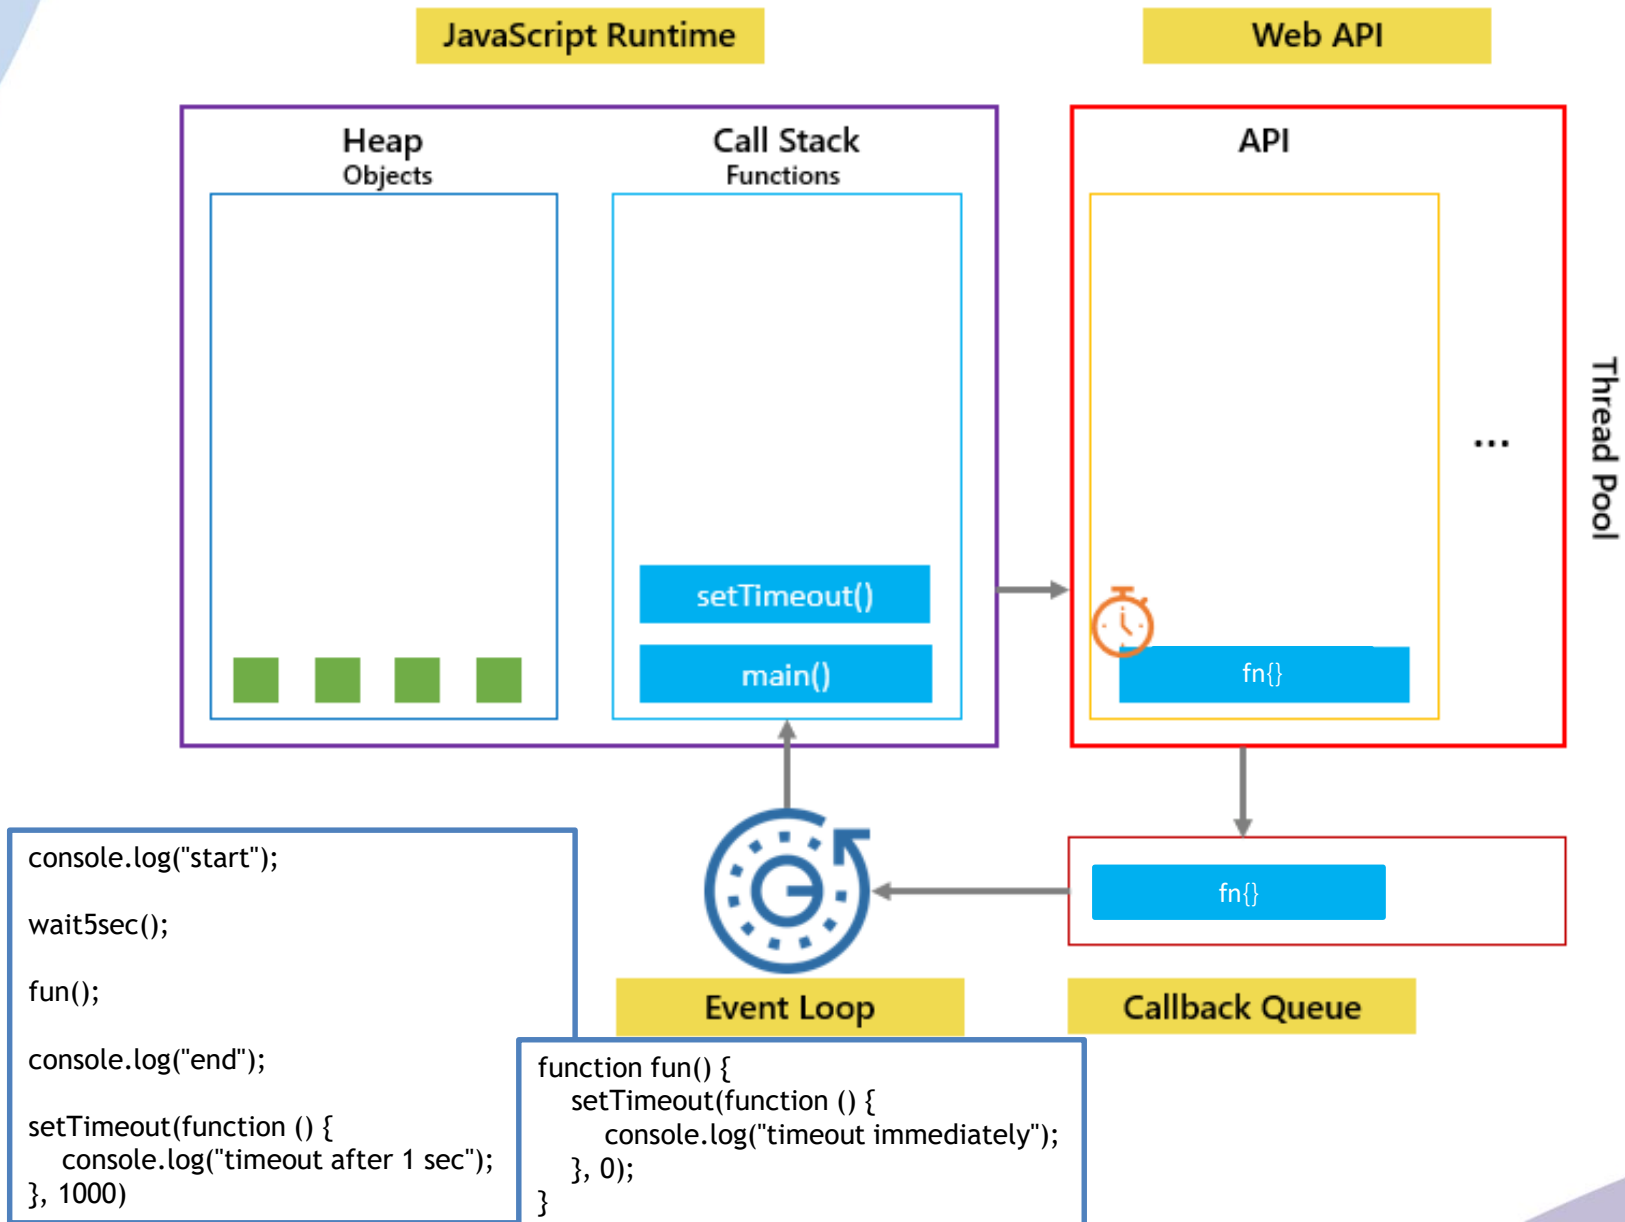 JavaScript Runtime
Web API
Heap
Objects
Call Stack
Functions
API
Thread Pool
...
setTimeout()
main()
fn{}
fn{}
Event Loop
Callback Queue
console.log("start");
wait5sec();
fun();
console.log("end");
setTimeout(function () {
console.log("timeout after 1 sec");
}, 1000)
function fun() {
setTimeout(function () {
console.log("timeout immediately");
}, 0);
}